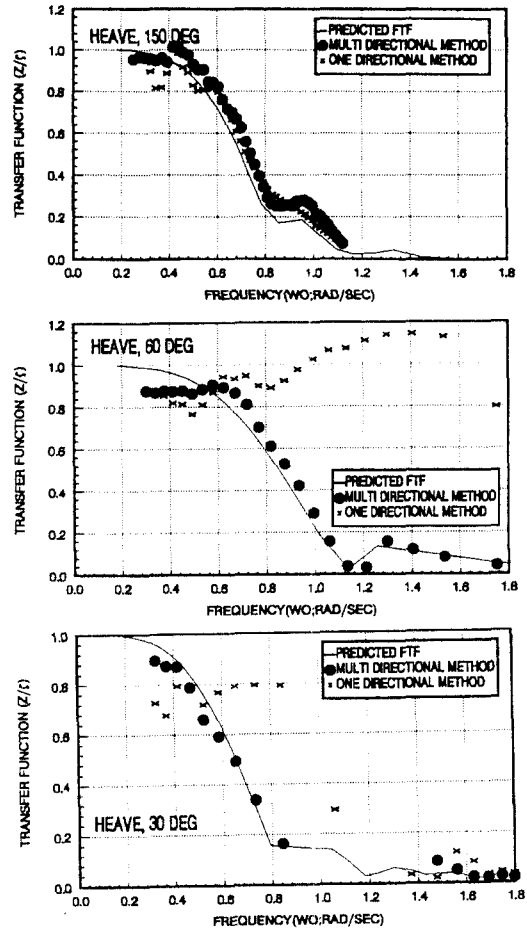 HEAVE, 150 DEG
PREDICTED FTF
MULTI DIRECTIONAL METHOD
ONE DIRECTIONAL METHOD
TRANSFER FUNCTION (Z/ζ)
1.2
1.0
0.8
0.6
0.4
0.2
0.0
0.0 0.2 0.4 0.6 0.8 1.0 1.2 1.4 1.6 1.8
FREQUENCY(WO;RAD/SEC)
HEAVE, 60 DEG
PREDICTED FTF
MULTI DIRECTIONAL METHOD
ONE DIRECTIONAL METHOD
TRANSFER FUNCTION (Z/ζ)
1.2
1.0
0.8
0.6
0.4
0.2
0.0
0.0 0.2 0.4 0.6 0.8 1.0 1.2 1.4 1.6 1.8
FREQUENCY(WO;RAD/SEC)
PREDICTED FTF
MULTI DIRECTIONAL METHOD
ONE DIRECTIONAL METHOD
HEAVE, 30 DEG
TRANSFER FUNCTION (Z/ζ)
1.0
0.8
0.6
0.4
0.2
0.0
0.0 0.2 0.4 0.6 0.8 1.0 1.2 1.4 1.6 1.8
FREQUENCY(WO;RAD/SEC)